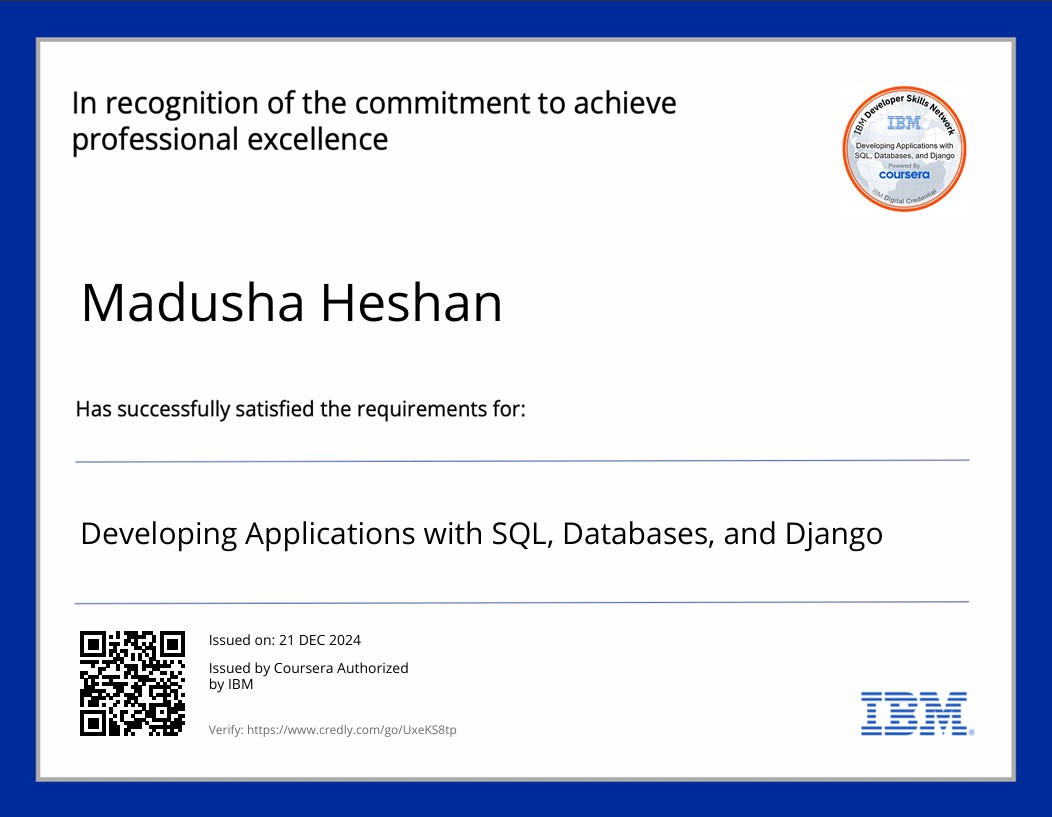 In recognition of the commitment to achieve
professional excellence
IBM Developer Skills Network
IBM
Developing Applications with
SQL, Databases, and Django
Powered By
coursera
IBM Digital Credential
Madusha Heshan
Has successfully satisfied the requirements for:
Developing Applications with SQL, Databases, and Django
Issued on: 21 DEC 2024
Issued by Coursera Authorized
by IBM
Verify: https://www.credly.com/go/UxeKS8tp
IBM®